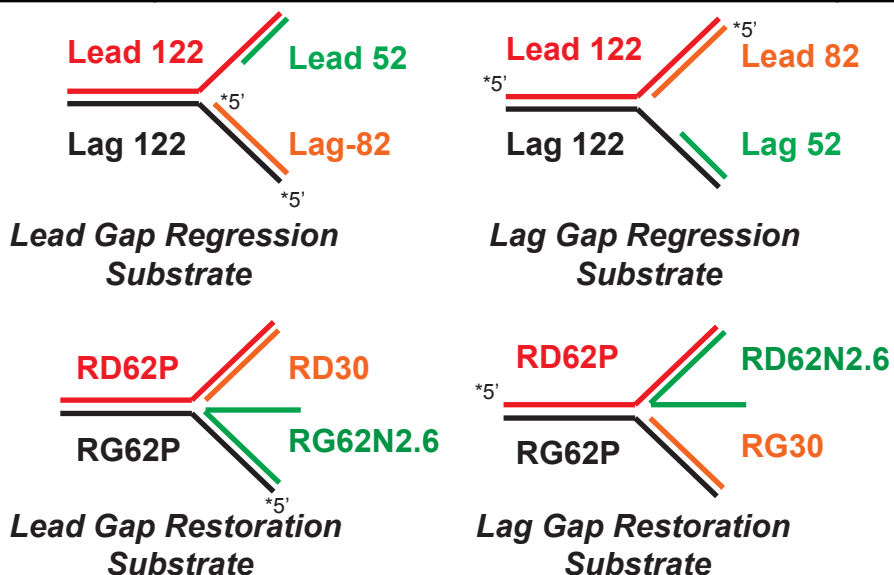 Lead 122
Lead 52
*5'
Lag 122
Lag-82
*5'
Lead Gap Regression
Substrate
*5'
Lead 122
Lead 82
*5'
Lag 122
Lag 52
Lag Gap Regression
Substrate
RD62P
RD30
RG62P
RG62N2.6
*5'
Lead Gap Restoration
Substrate
RD62P
RD62N2.6
*5'
RG62P
RG30
Lag Gap Restoration
Substrate